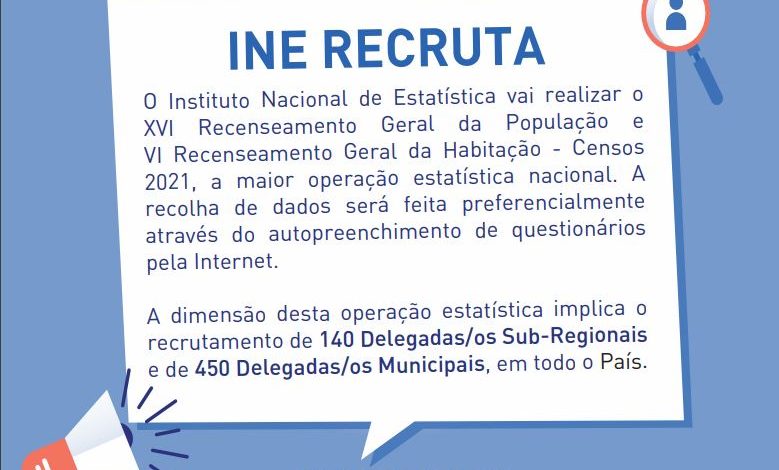 INE RECRUTA
O Instituto Nacional de Estatística vai realizar o
XVI Recenseamento Geral da População e
VI Recenseamento Geral da Habitação - Censos
2021, a maior operação estatística nacional. A
recolha de dados será feita preferencialmente
através do autopreenchimento de questionários
pela Internet.
A dimensão desta operação estatística implica o
recrutamento de 140 Delegadas/os Sub-Regionais
e de 450 Delegadas/os Municipais, em todo o País.